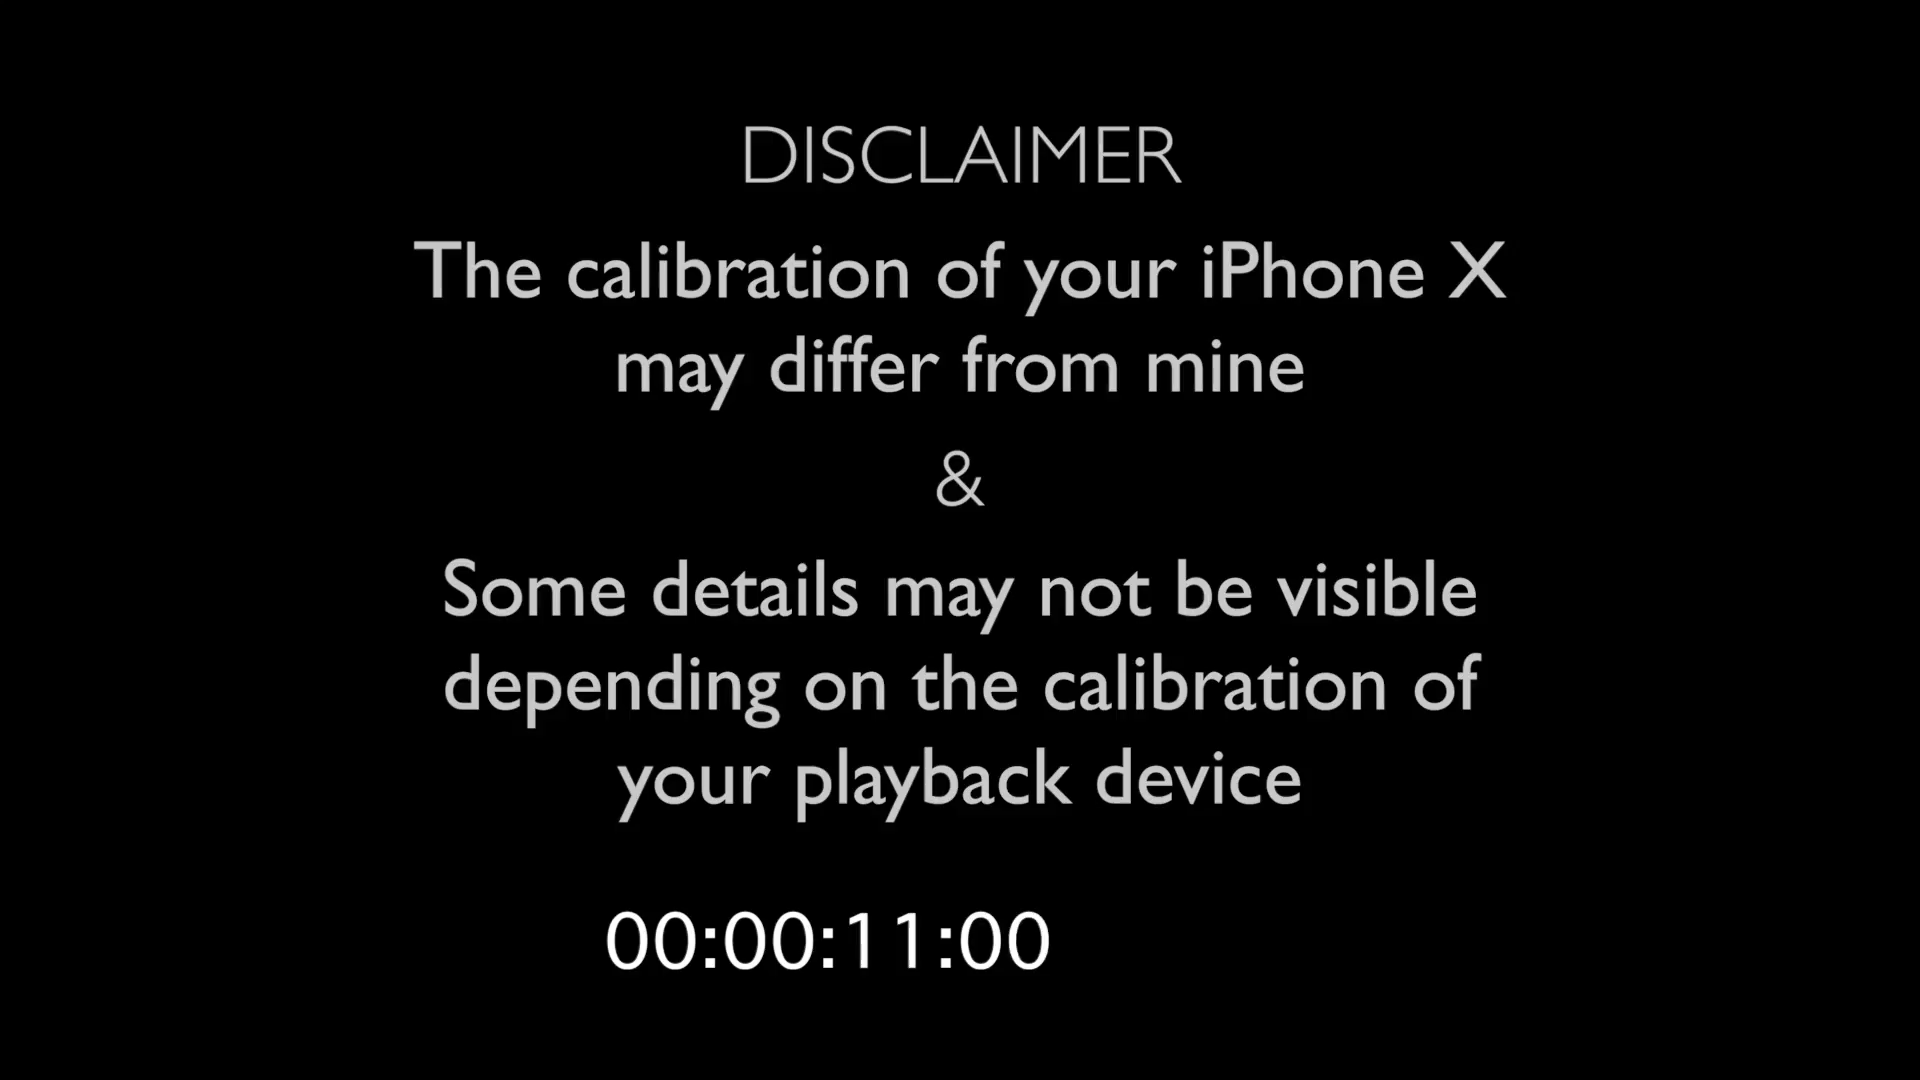 DISCLAIMER
The calibration of your iPhone X
may differ from mine
&
Some details may not be visible
depending on the calibration of
your playback device
00:00:11:00